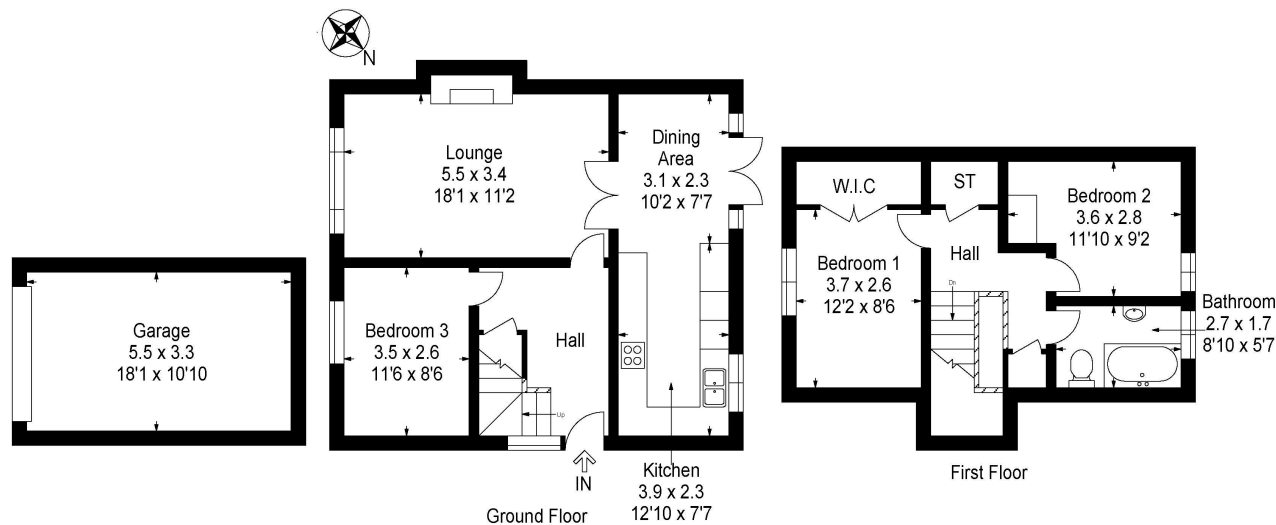 N
Lounge
5.5 x 3.4
18'1 x 11'2
Dining
Area
3.1 x 2.3
10'2 x 7'7
Garage
5.5 x 3.3
18'1 x 10'10
Bedroom 3
3.5 x 2.6
11'6 x 8'6
Hall
Up
IN
Kitchen
3.9 x 2.3
12'10 x 7'7
Ground Floor
W.I.C
ST
Bedroom 2
3.6 x 2.8
11'10 x 9'2
Bedroom 1
3.7 x 2.6
12'2 x 8'6
Hall
Dn
Bathroom
2.7 x 1.7
8'10 x 5'7
First Floor